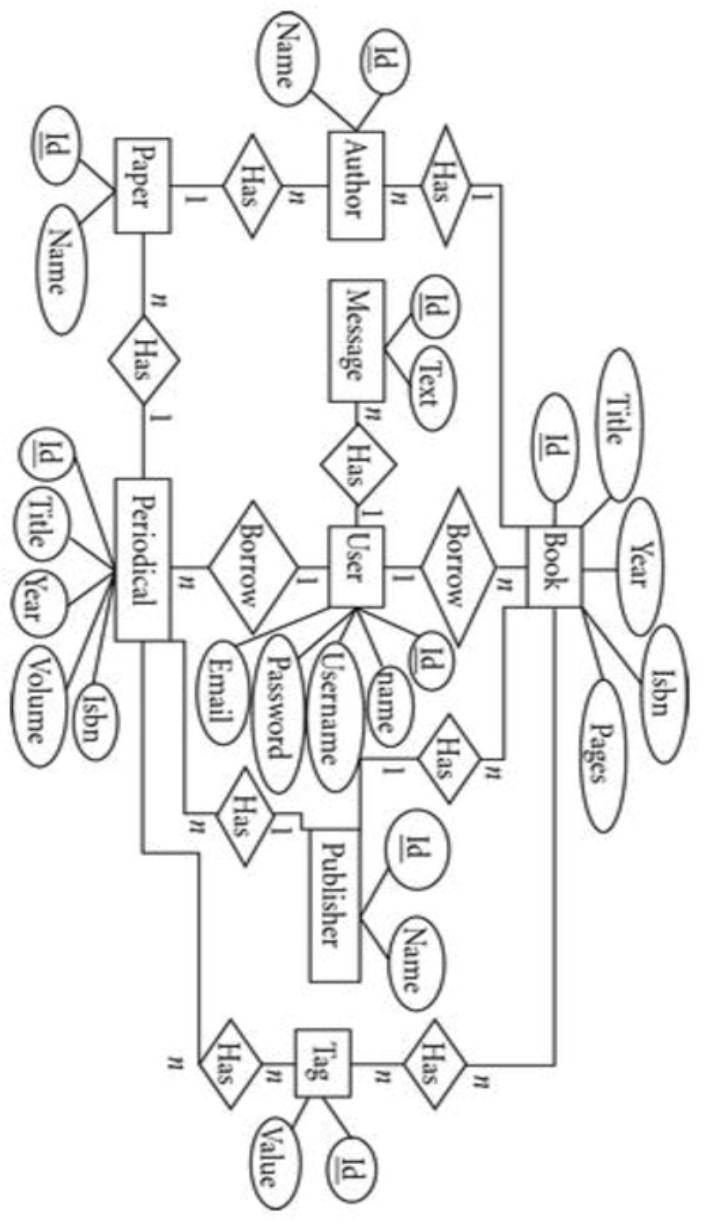 Title
Year
Isbn
Pages
Id
Book
1
n
n
n
Has
Borrow
Has
Has
Id
Text
Id
Id
Name
n
1
1
n
Id
name
Author
Message
n
Has
1
User
Username
Publisher
Tag
Id
Name
n
1
Password
1
n
Value
Has
Borrow
Has
Has
Email
1
n
n
n
Paper
n
Has
1
Periodical
Isbn
Id
Name
Id
Title
Year
Volume